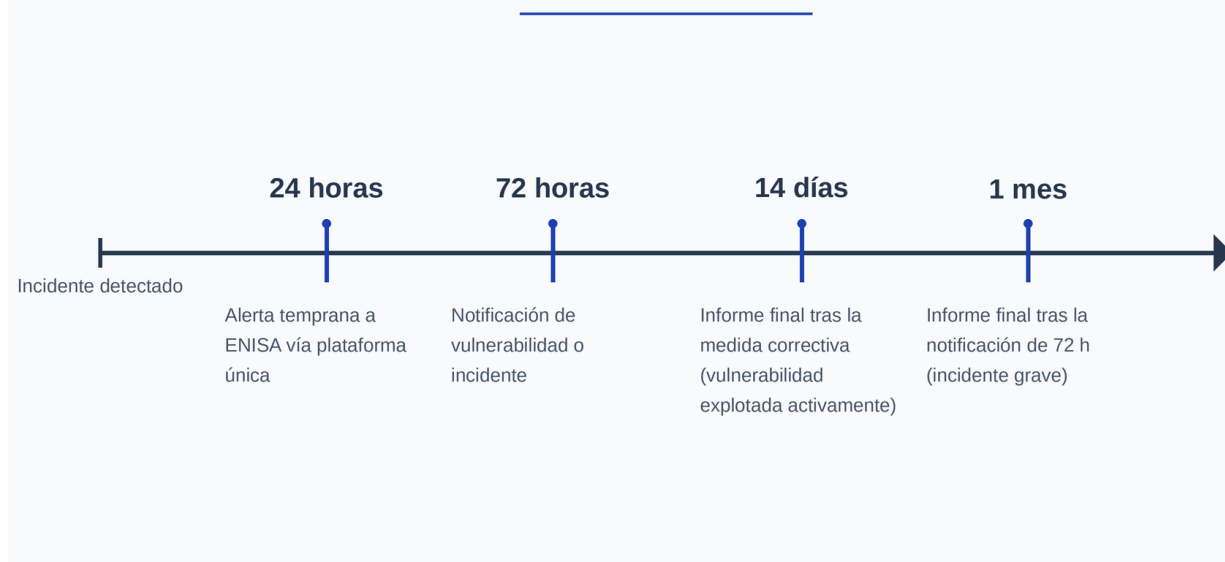 24 horas
72 horas
14 días
1 mes
Incidente detectado
Alerta temprana a
ENISA vía plataforma
única
Notificación de
vulnerabilidad o
incidente
Informe final tras la
medida correctiva
(vulnerabilidad
explotada activamente)
Informe final tras la
notificación de 72 h
(incidente grave)